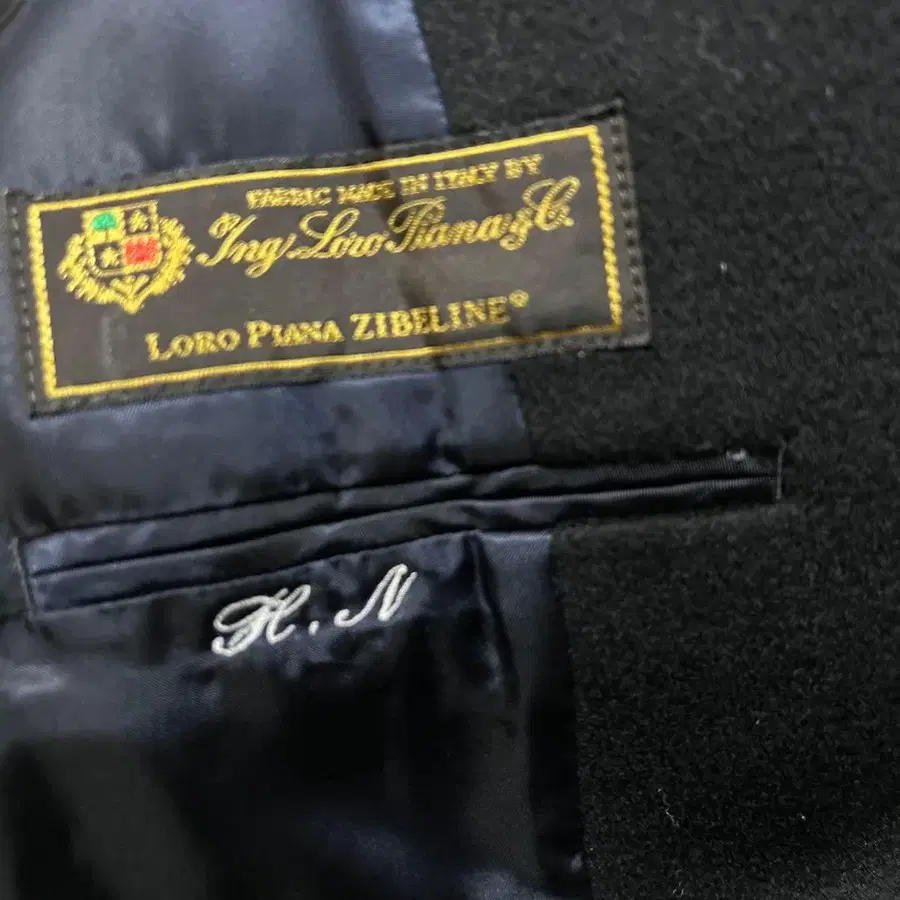 FABRIC MADE IN ITALY BY
Ing. Loro Piana & C.
LORO PIANA ZIBELINE®
H. N